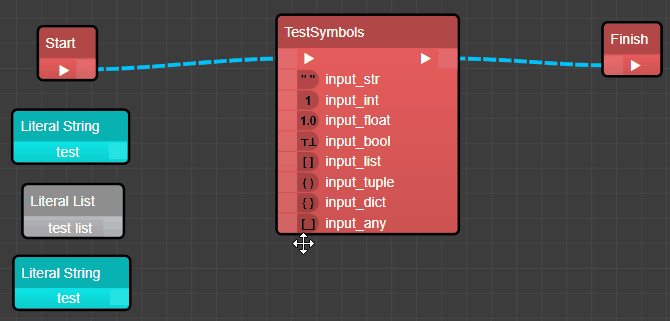 Start
TestSymbols
Finish
" " input_str
1 input_int
1.0 input_float
⊤⊥ input_bool
[ ] input_list
( ) input_tuple
{ } input_dict
[_] input_any
Literal String
test
Literal List
test list
Literal String
test